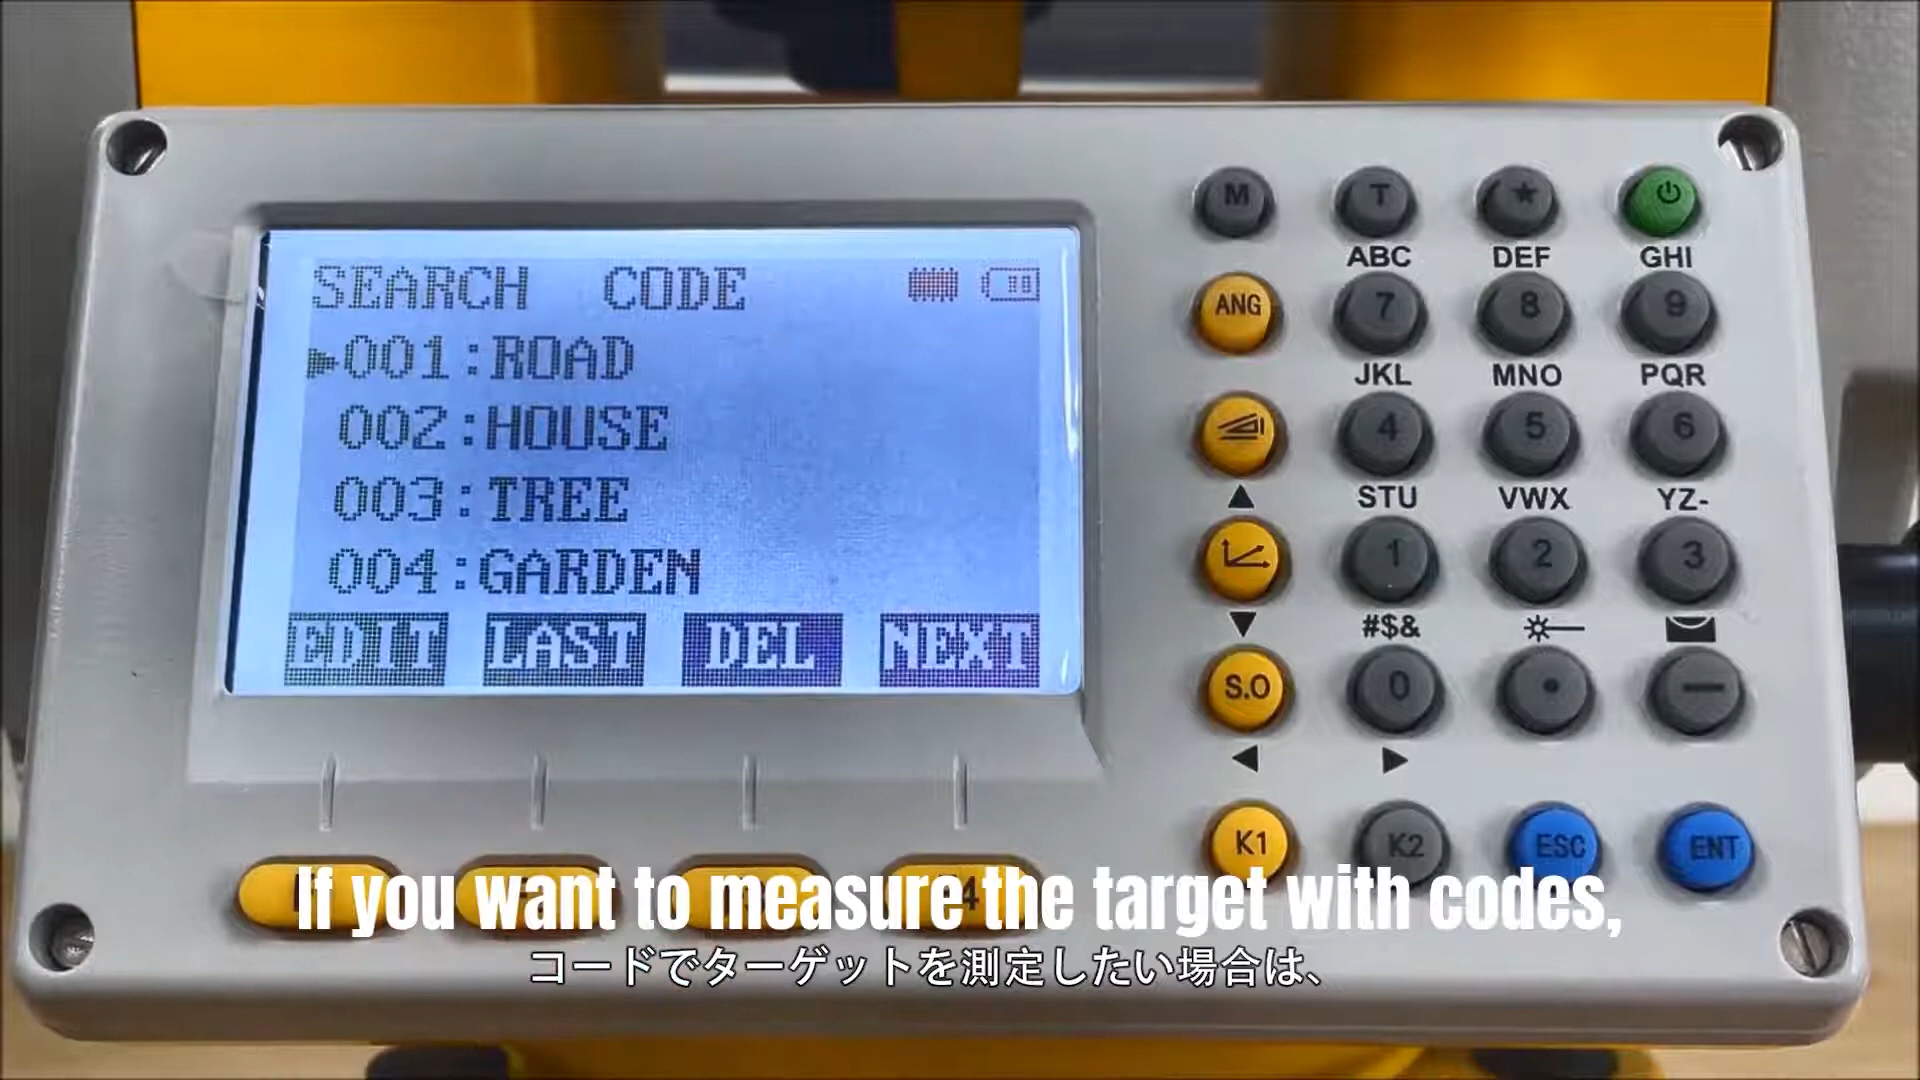 SEARCH CODE
001:ROAD
002:HOUSE
003:TREE
004:GARDEN
EDIT LAST DEL NEXT
M T ★
ABC DEF GHI
ANG 7 8 9
JKL MNO PQR
4 5 6
STU VWX YZ-
1 2 3
#$&
S.O 0 • —
K1 K2 ESC ENT
If you want to measure the target with codes,
コードでターゲットを測定したい場合は、